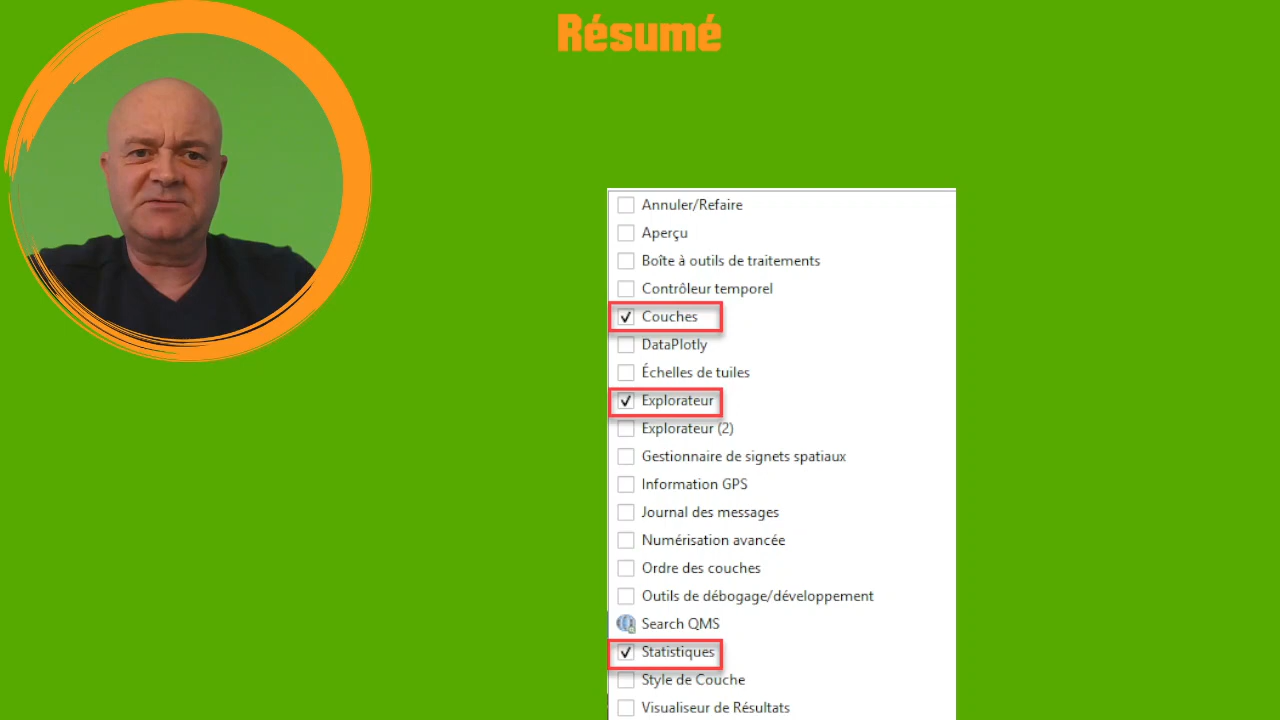 Résumé
Annuler/Refaire
Aperçu
Boîte à outils de traitements
Contrôleur temporel
Couches
DataPlotly
Échelles de tuiles
Explorateur
Explorateur (2)
Gestionnaire de signets spatiaux
Information GPS
Journal des messages
Numérisation avancée
Ordre des couches
Outils de débogage/développement
Search QMS
Statistiques
Style de Couche
Visualiseur de Résultats